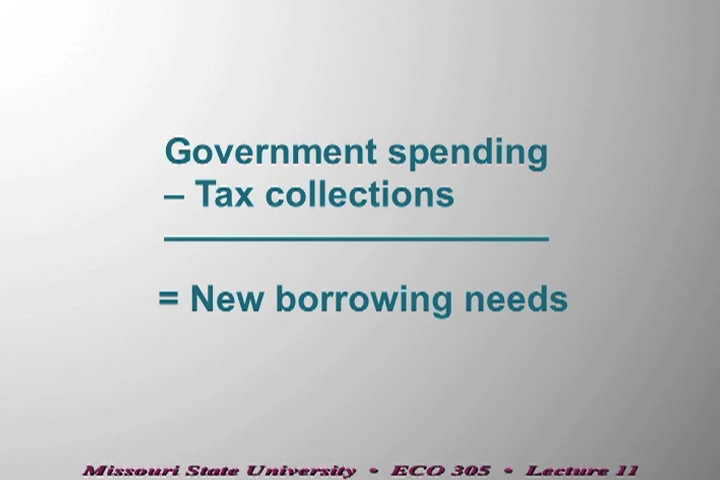 Government spending
– Tax collections
= New borrowing needs
Missouri State University • ECO 305 • Lecture 11